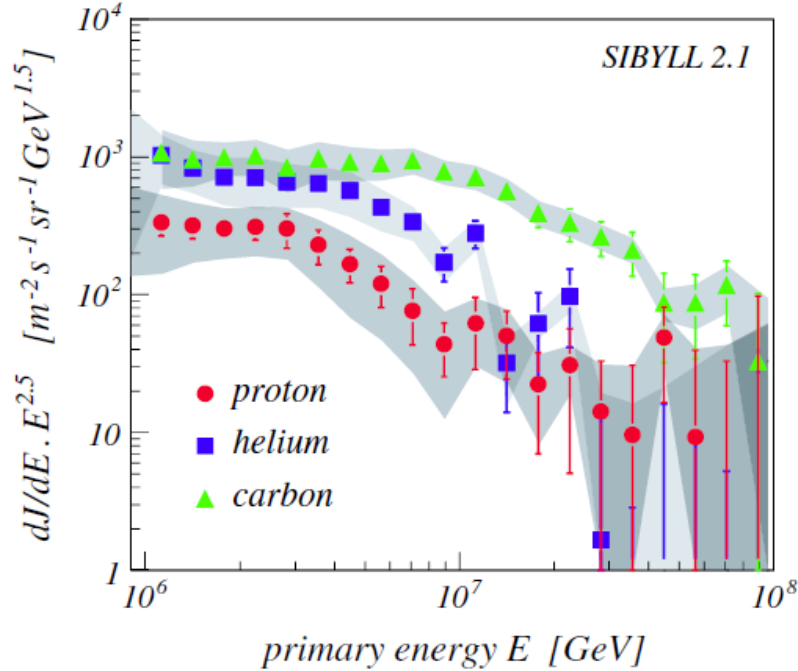 SIBYLL 2.1
dJ/dE . E^2.5 [m^-2 s^-1 sr^-1 GeV^1.5]
10^4
10^3
10^2
10
1
proton
helium
carbon
10^6 10^7 10^8
primary energy E [GeV]